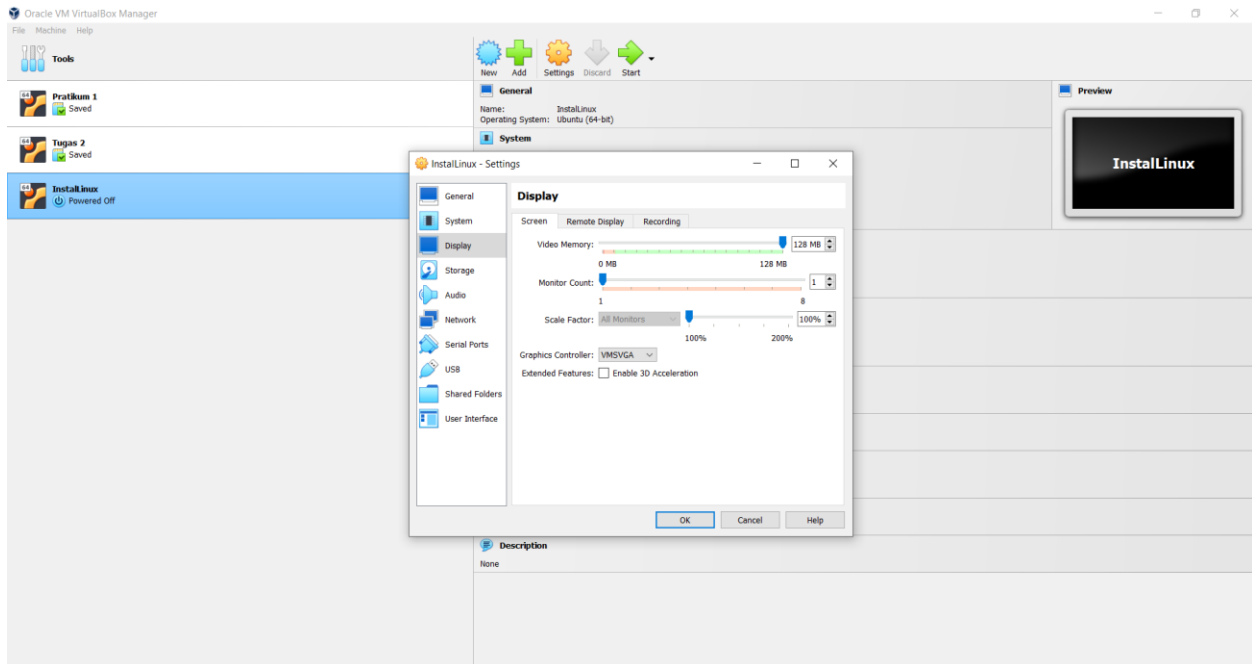 Oracle VM VirtualBox Manager
File Machine Help
Tools
New Add Settings Discard Start
64 Pratikum 1
Saved
64 Tugas 2
Saved
64 InstalLinux
Powered Off
General
Name: InstalLinux
Operating System: Ubuntu (64-bit)
System
Preview
InstalLinux
InstalLinux - Settings
General
System
Display
Storage
Audio
Network
Serial Ports
USB
Shared Folders
User Interface
Display
Screen Remote Display Recording
Video Memory: 128 MB
0 MB 128 MB
Monitor Count: 1
1 8
Scale Factor: All Monitors 100%
100% 200%
Graphics Controller: VMSVGA
Extended Features: Enable 3D Acceleration
OK Cancel Help
Description
None